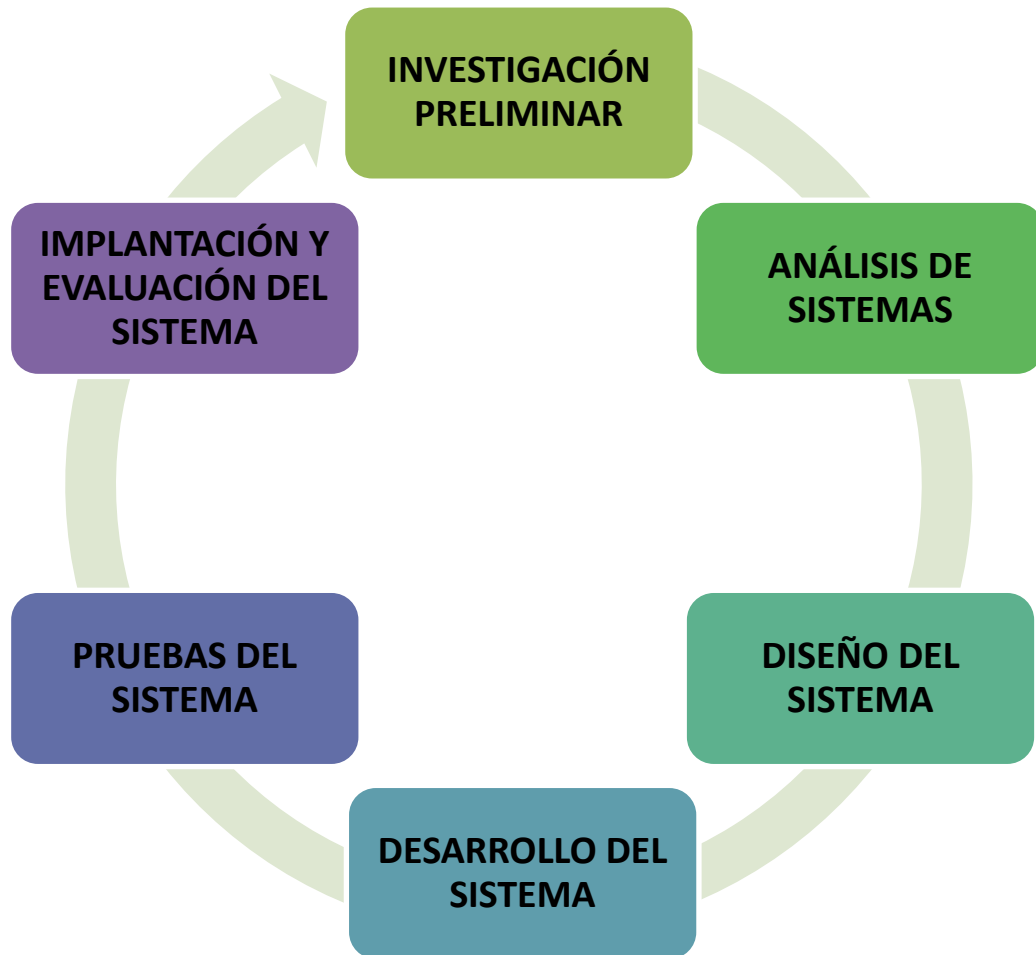 INVESTIGACIÓN
PRELIMINAR
ANÁLISIS DE
SISTEMAS
DISEÑO DEL
SISTEMA
DESARROLLO DEL
SISTEMA
PRUEBAS DEL
SISTEMA
IMPLANTACIÓN Y
EVALUACIÓN DEL
SISTEMA